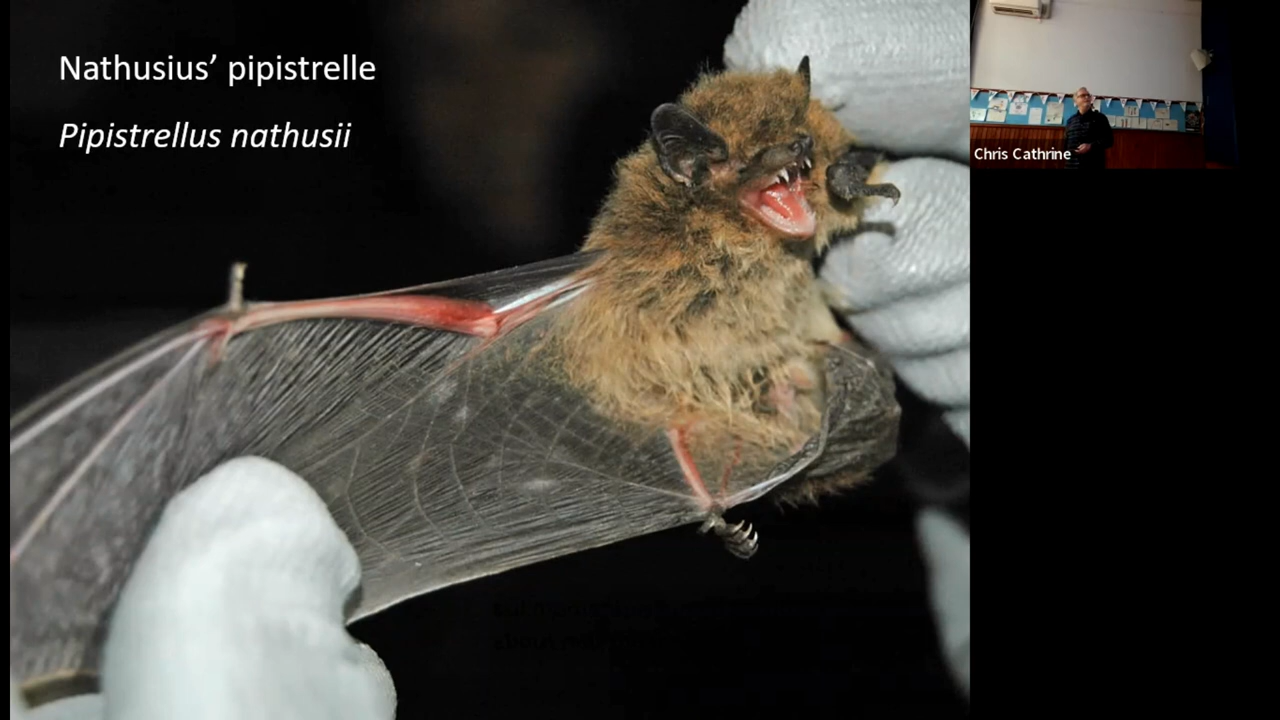 Nathusius’ pipistrelle
Pipistrellus nathusii
Chris Cathrine